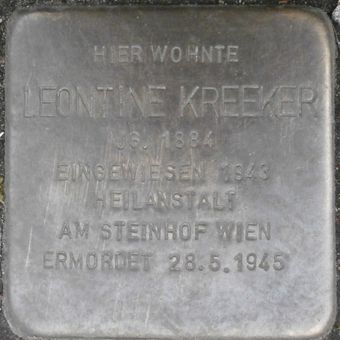 HIER WOHNTE
LEONTINE KREEKER
JG. 1884
EINGEWIESEN 1943
HEILANSTALT
AM STEINHOF WIEN
ERMORDET 28.5.1945